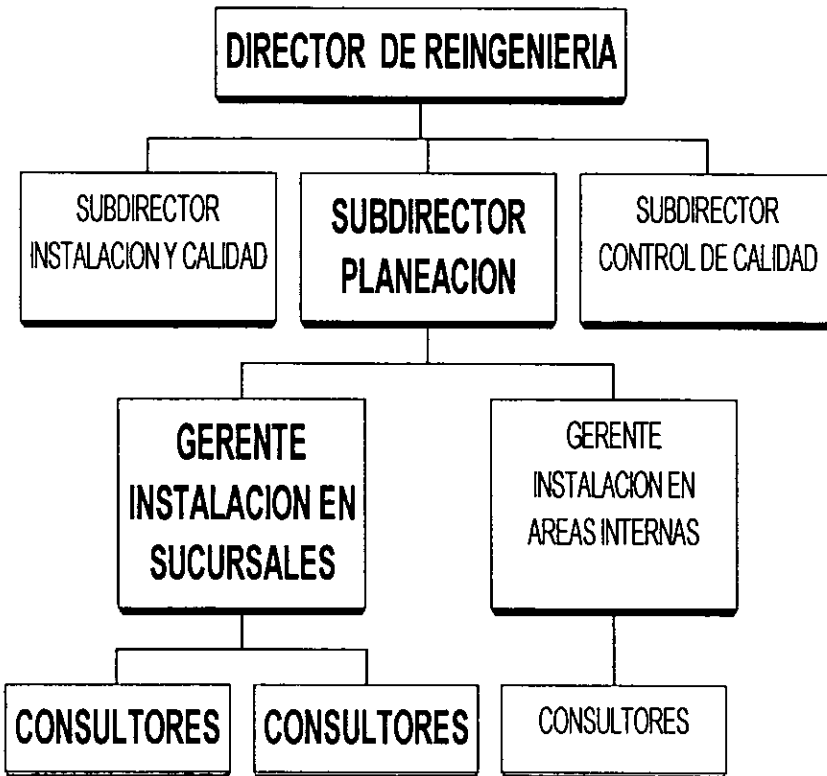 DIRECTOR DE REINGENIERIA
SUBDIRECTOR
INSTALACION Y CALIDAD
SUBDIRECTOR
PLANEACION
SUBDIRECTOR
CONTROL DE CALIDAD
GERENTE
INSTALACION EN
SUCURSALES
GERENTE
INSTALACION EN
AREAS INTERNAS
CONSULTORES
CONSULTORES
CONSULTORES